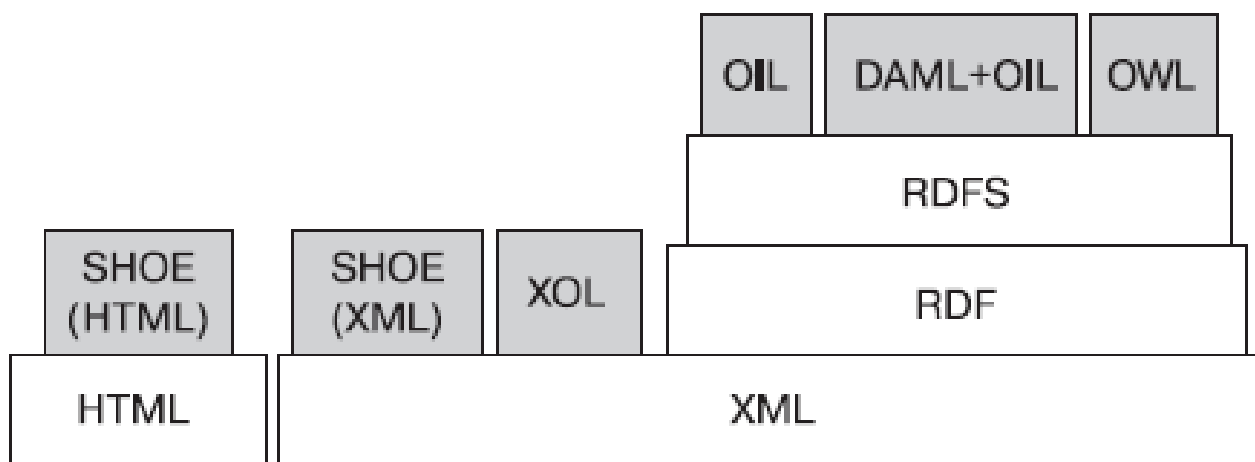 OIL
DAML+OIL
OWL
RDFS
SHOE
(HTML)
SHOE
(XML)
XOL
RDF
HTML
XML